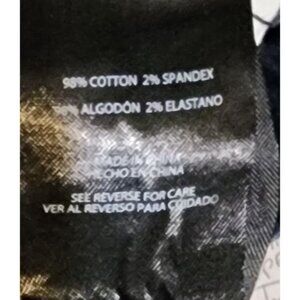 98% COTTON 2% SPANDEX
ALGODÓN 2% ELASTANO
MADE IN CHINA
HECHO EN CHINA
SEE REVERSE FOR CARE
VER AL REVERSO PARA CUIDADO